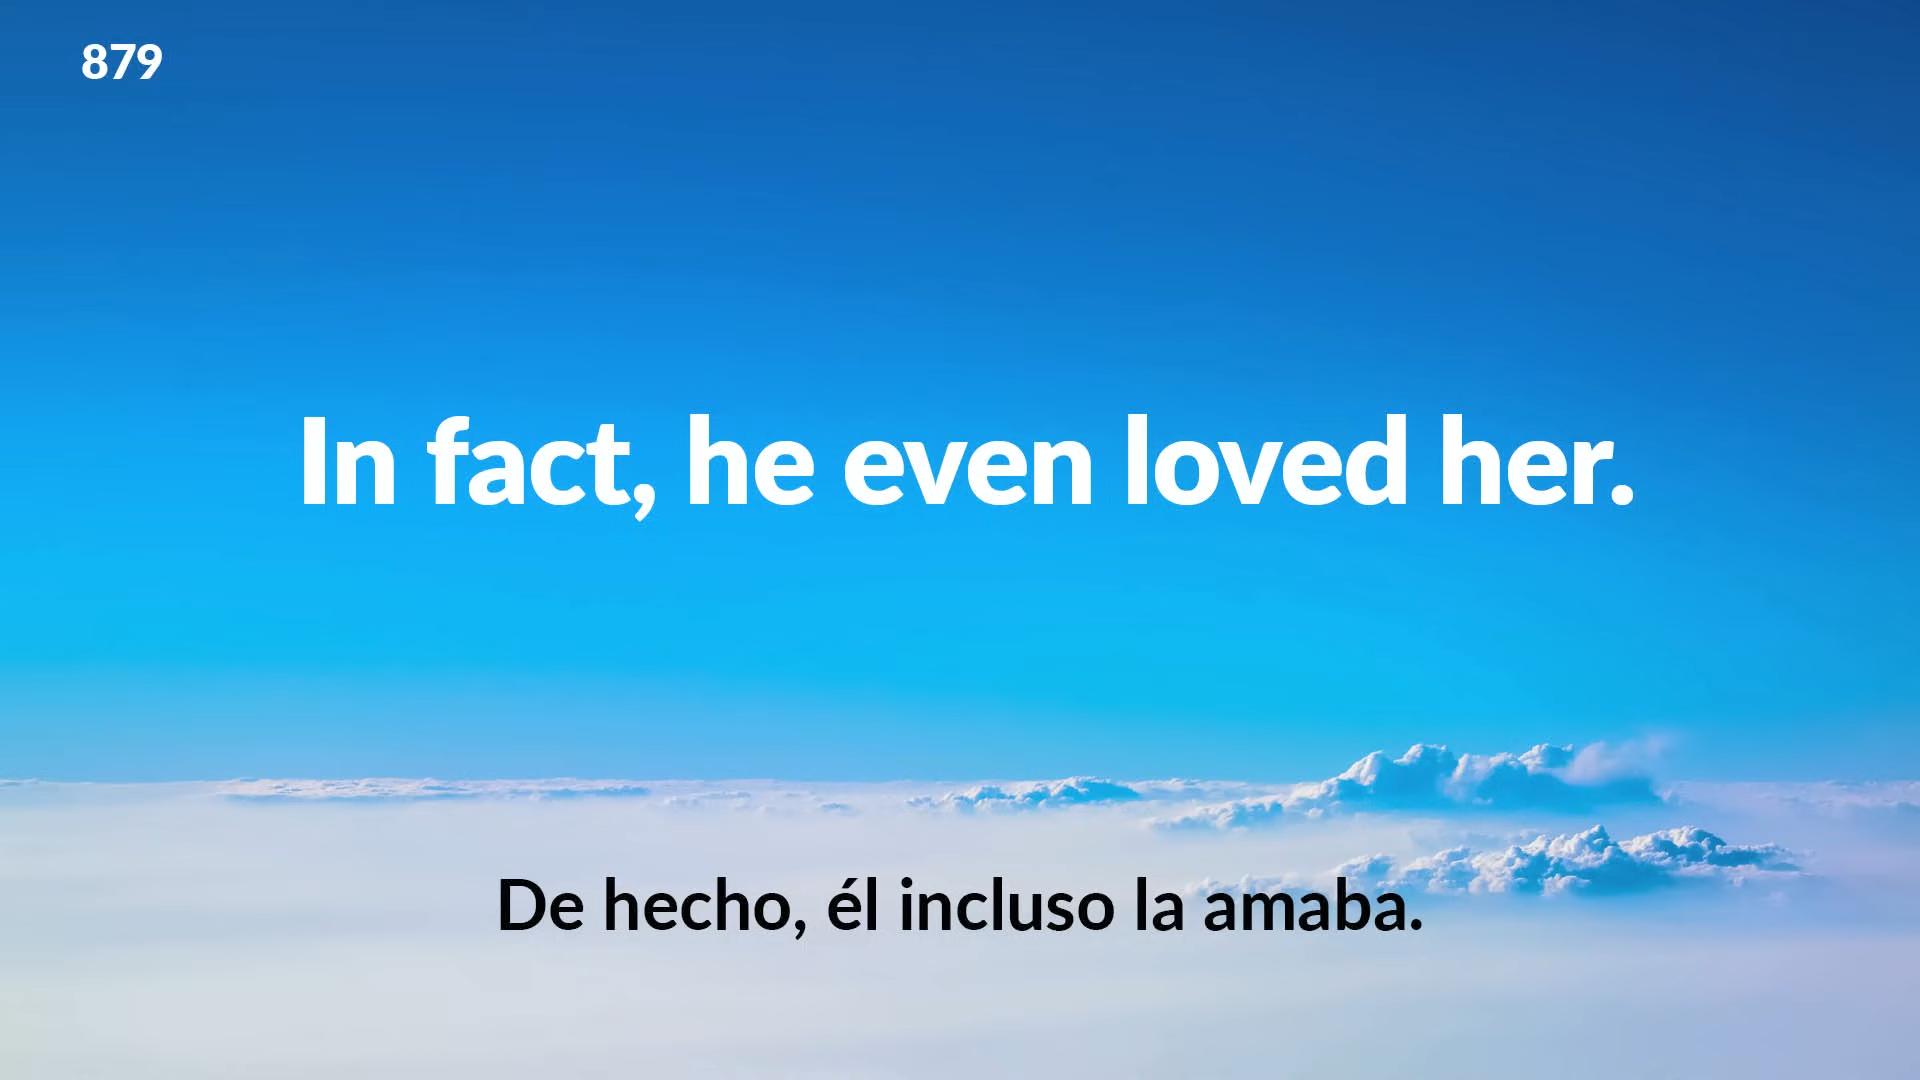 879
In fact, he even loved her.
De hecho, él incluso la amaba.